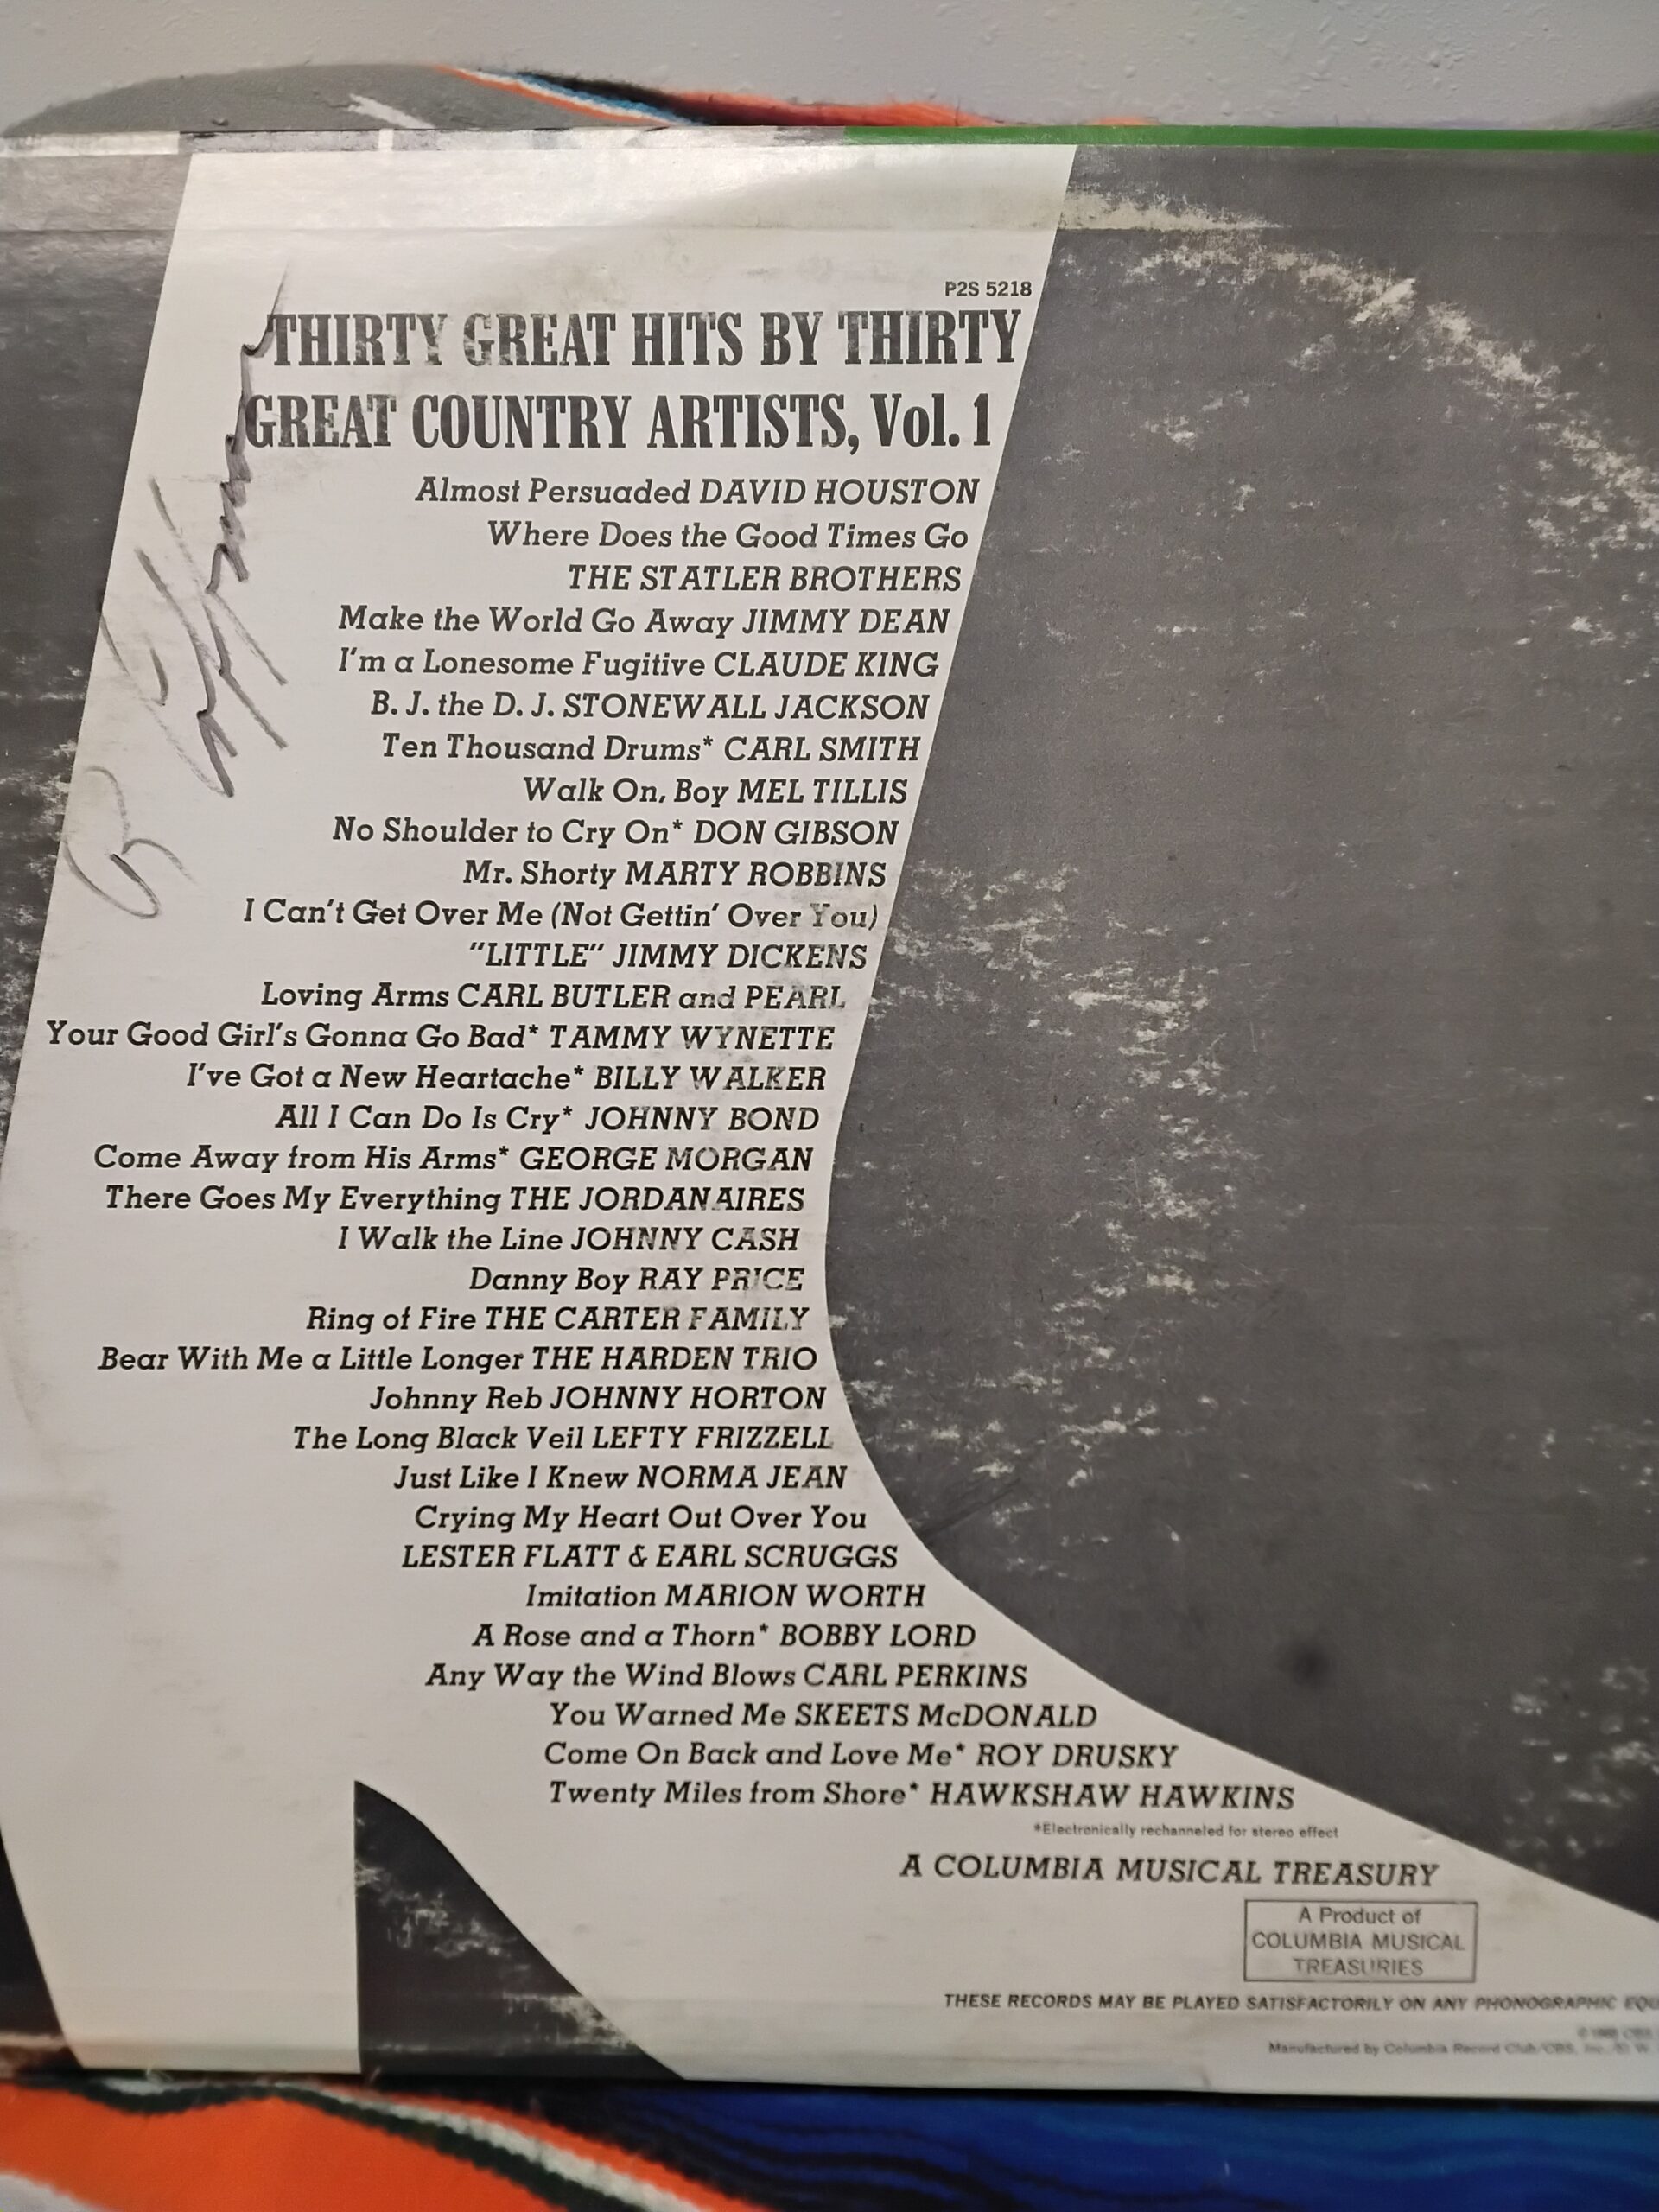 P2S 5218
THIRTY GREAT HITS BY THIRTY
GREAT COUNTRY ARTISTS, Vol. 1
Almost Persuaded DAVID HOUSTON
Where Does the Good Times Go
THE STATLER BROTHERS
Make the World Go Away JIMMY DEAN
I'm a Lonesome Fugitive CLAUDE KING
B. J. the D. J. STONEWALL JACKSON
Ten Thousand Drums* CARL SMITH
Walk On, Boy MEL TILLIS
No Shoulder to Cry On* DON GIBSON
Mr. Shorty MARTY ROBBINS
I Can't Get Over Me (Not Gettin' Over You)
"LITTLE" JIMMY DICKENS
Loving Arms CARL BUTLER and PEARL
Your Good Girl's Gonna Go Bad* TAMMY WYNETTE
I've Got a New Heartache* BILLY WALKER
All I Can Do Is Cry* JOHNNY BOND
Come Away from His Arms* GEORGE MORGAN
There Goes My Everything THE JORDANAIRES
I Walk the Line JOHNNY CASH
Danny Boy RAY PRICE
Ring of Fire THE CARTER FAMILY
Bear With Me a Little Longer THE HARDEN TRIO
Johnny Reb JOHNNY HORTON
The Long Black Veil LEFTY FRIZZELL
Just Like I Knew NORMA JEAN
Crying My Heart Out Over You
LESTER FLATT & EARL SCRUGGS
Imitation MARION WORTH
A Rose and a Thorn* BOBBY LORD
Any Way the Wind Blows CARL PERKINS
You Warned Me SKEETS McDONALD
Come On Back and Love Me* ROY DRUSKY
Twenty Miles from Shore* HAWKSHAW HAWKINS
*Electronically rechanneled for stereo effect
A COLUMBIA MUSICAL TREASURY
A Product of
COLUMBIA MUSICAL
TREASURIES
THESE RECORDS MAY BE PLAYED SATISFACTORILY ON ANY PHONOGRAPHIC
Manufactured by Columbia Record Club/CBS, Inc.